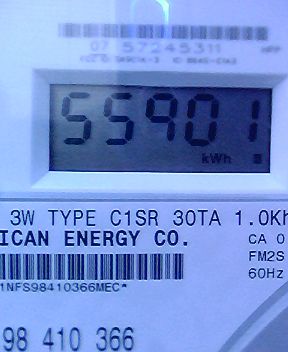 07 57245311
55901
kWh
3W TYPE C1SR 30TA 1.0Kh
ICAN ENERGY CO.
CA 0
FM2S
60Hz
1NFS98410366MEC*
98 410 366